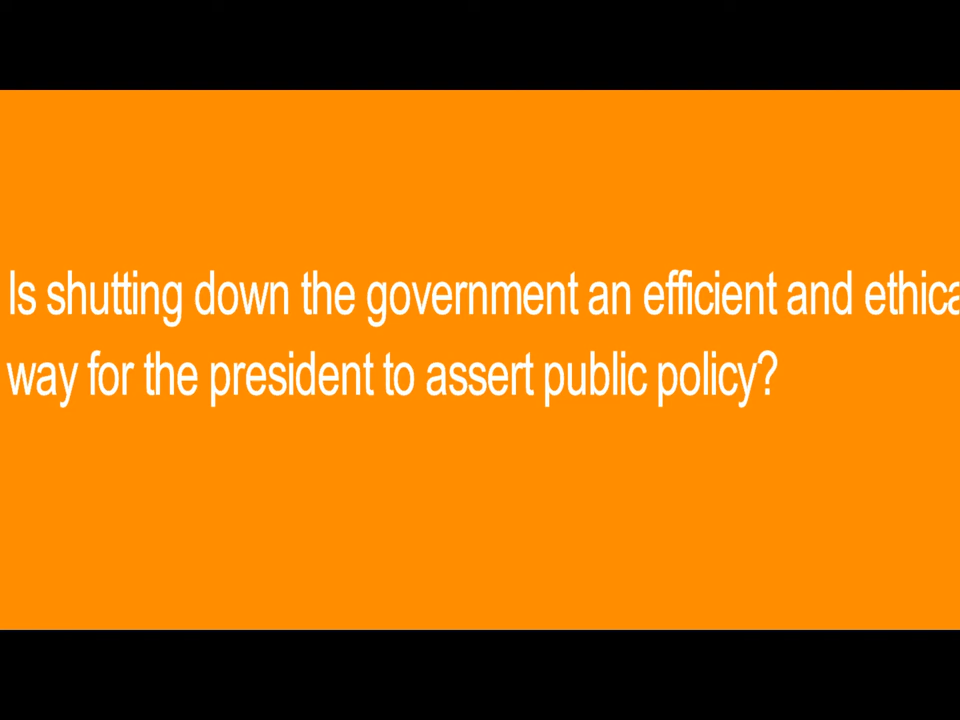 Is shutting down the government an efficient and ethica
way for the president to assert public policy?